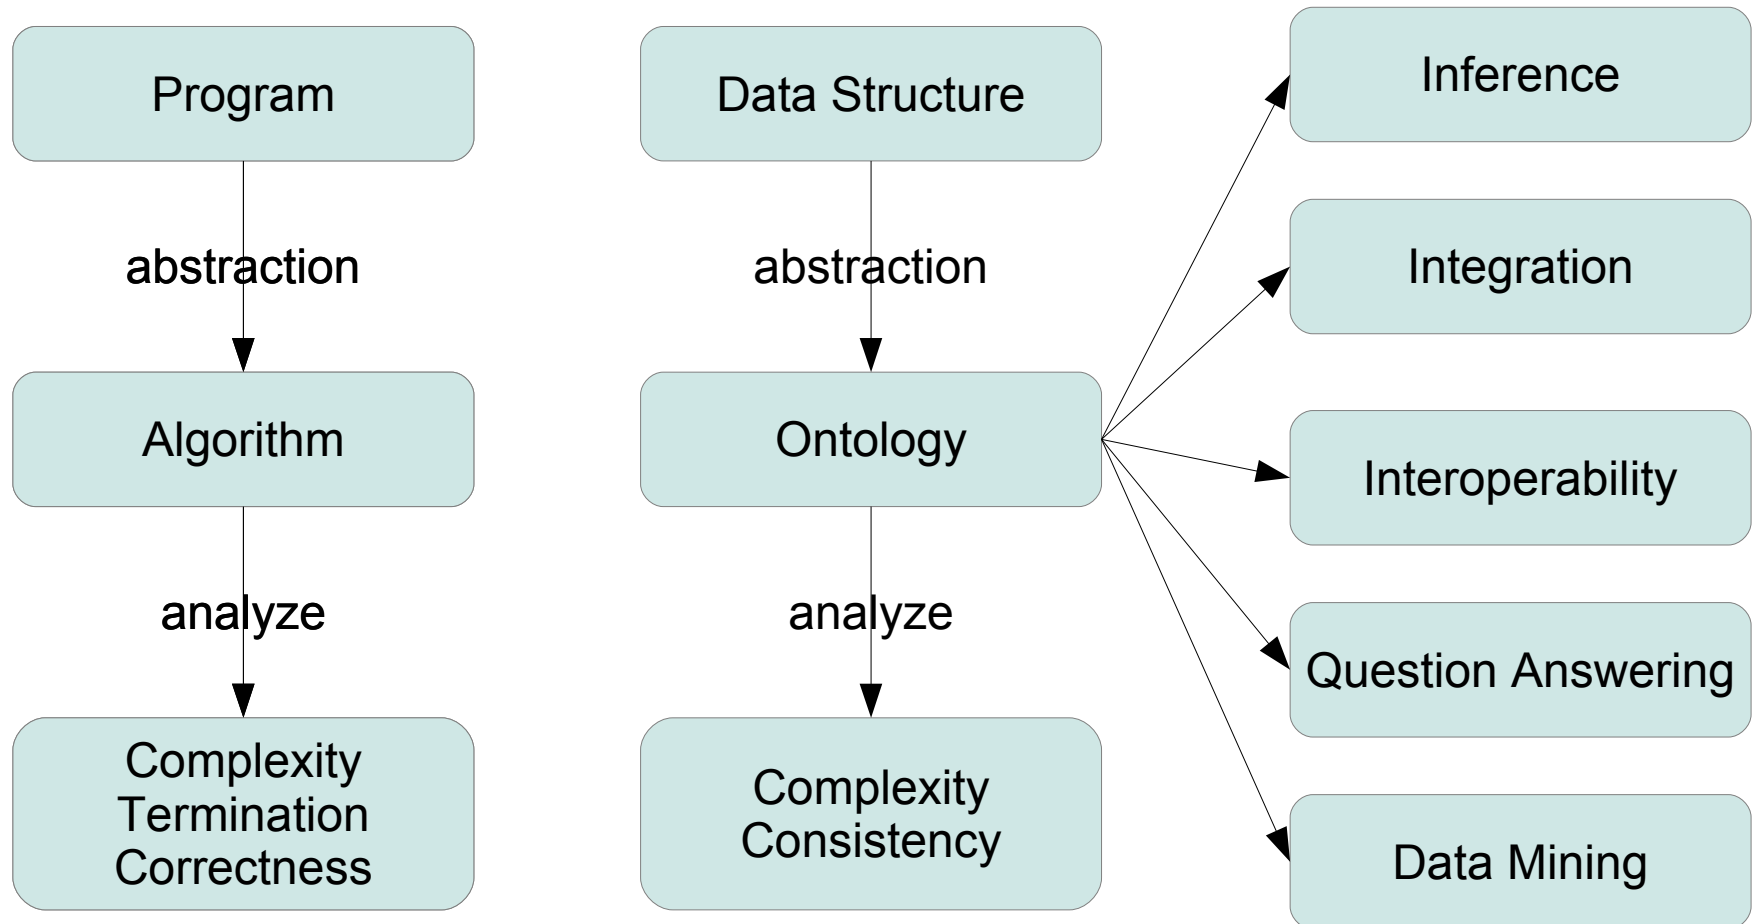 Program
abstraction
Algorithm
analyze
Complexity
Termination
Correctness
Data Structure
abstraction
Ontology
analyze
Complexity
Consistency
Inference
Integration
Interoperability
Question Answering
Data Mining